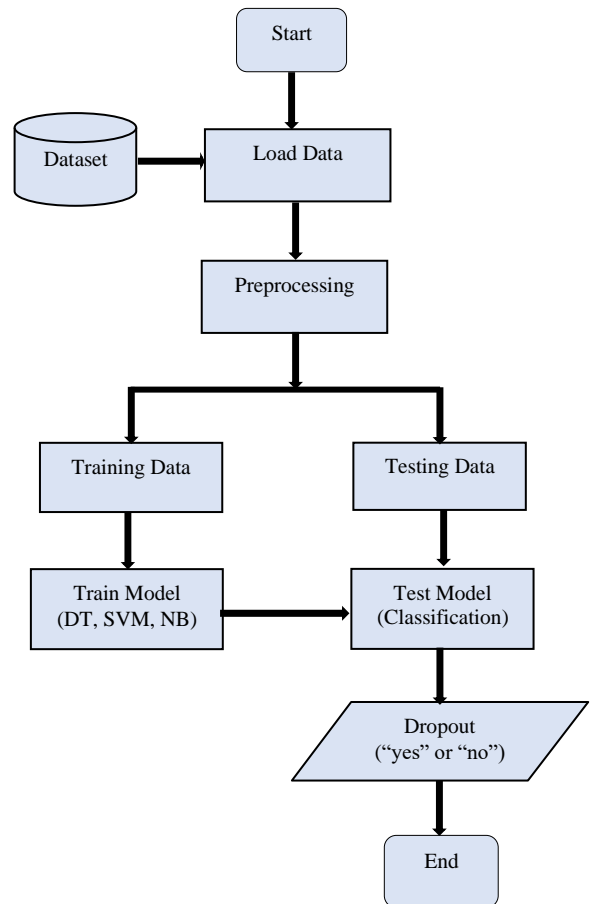 Start
Dataset
Load Data
Preprocessing
Training Data
Testing Data
Train Model
(DT, SVM, NB)
Test Model
(Classification)
Dropout
(“yes” or “no”)
End